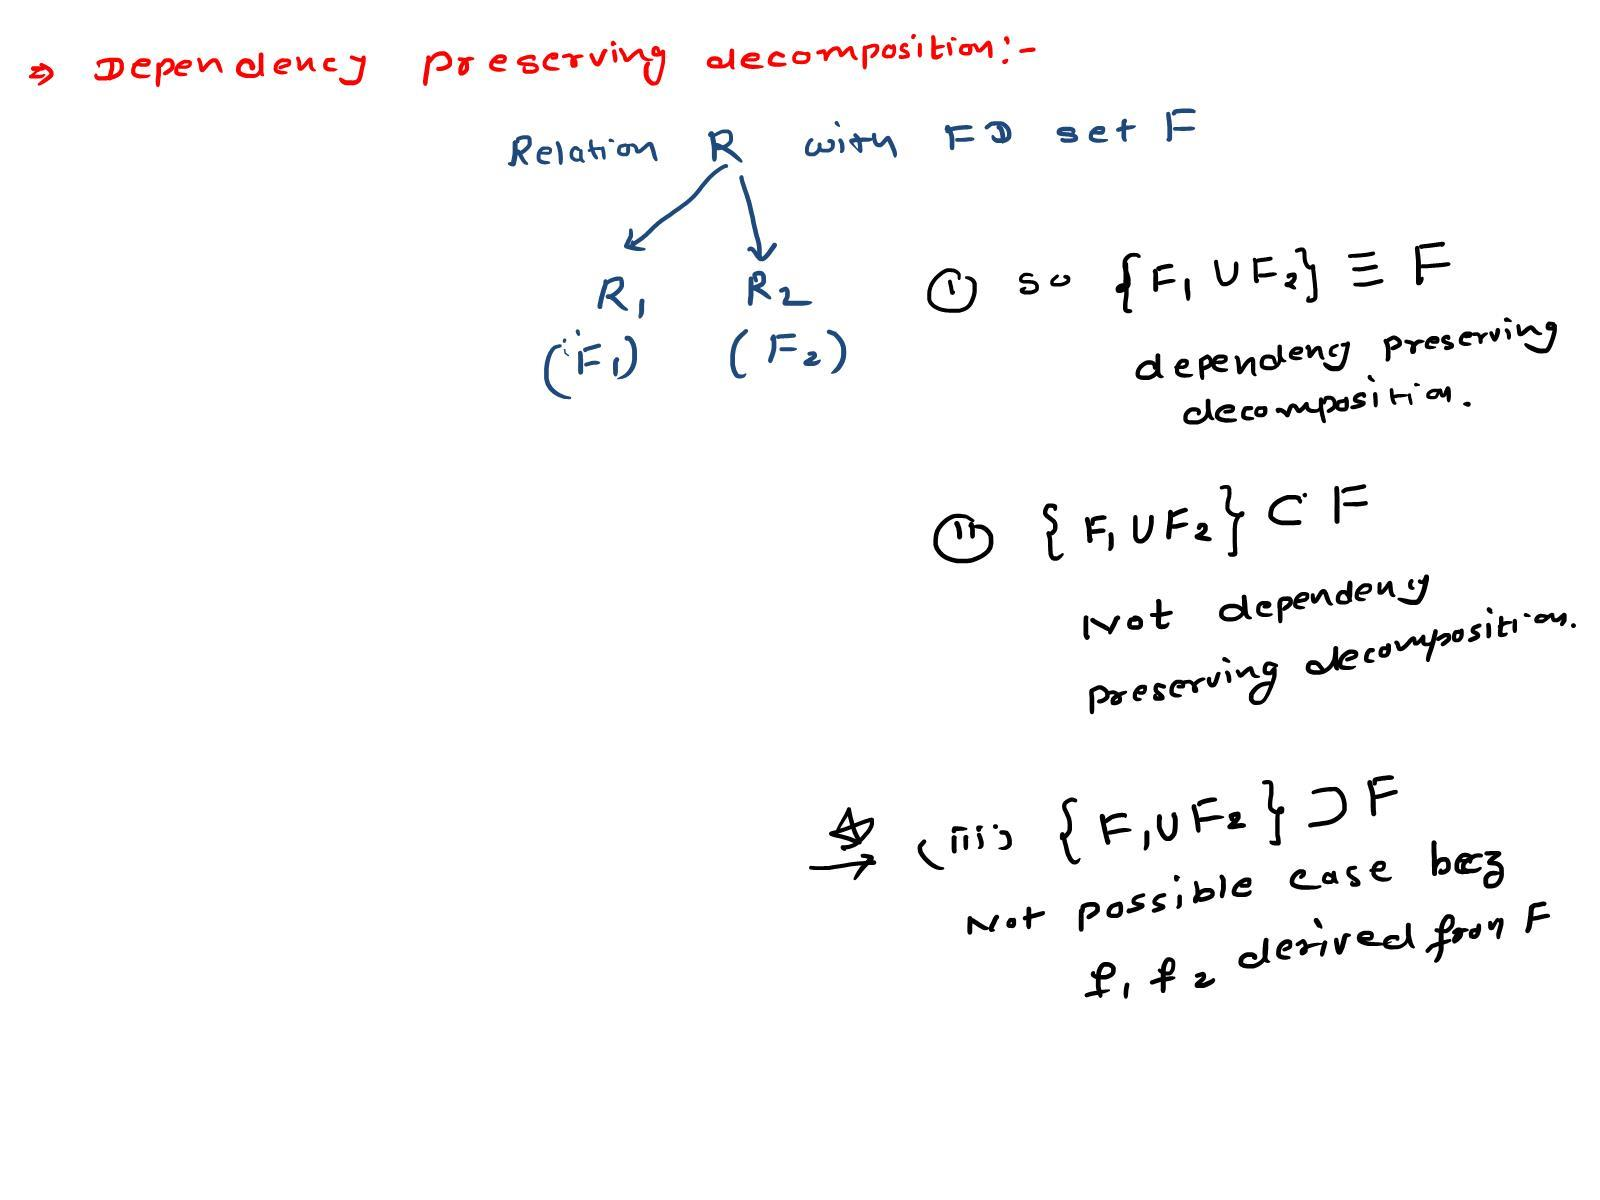 ⇒ Dependency preserving decomposition:-
Relation R with FD set F
R₁ R₂
(F₁) (F₂)
① so {F₁ ∪ F₂} ≡ F
dependency preserving
decomposition.
(ii) {F₁ ∪ F₂} ⊂ F
Not dependency
preserving decomposition.
(iii) {F₁ ∪ F₂} ⊃ F
Not possible case bcz
f₁ f₂ derived from F